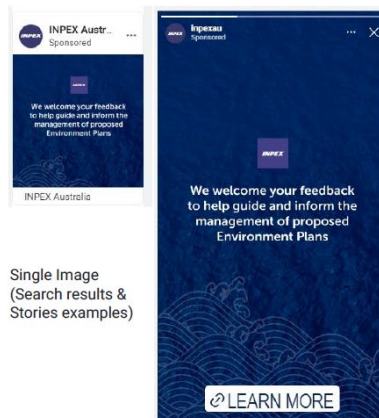 INPEX
INPEX Austr...
Sponsored
INPEX
We welcome your feedback
to help guide and inform the
management of proposed
Environment Plans
INPEX Australia
Single Image
(Search results &
Stories examples)
INPEX
inpexau
Sponsored
INPEX
We welcome your feedback
to help guide and inform the
management of proposed
Environment Plans
LEARN MORE